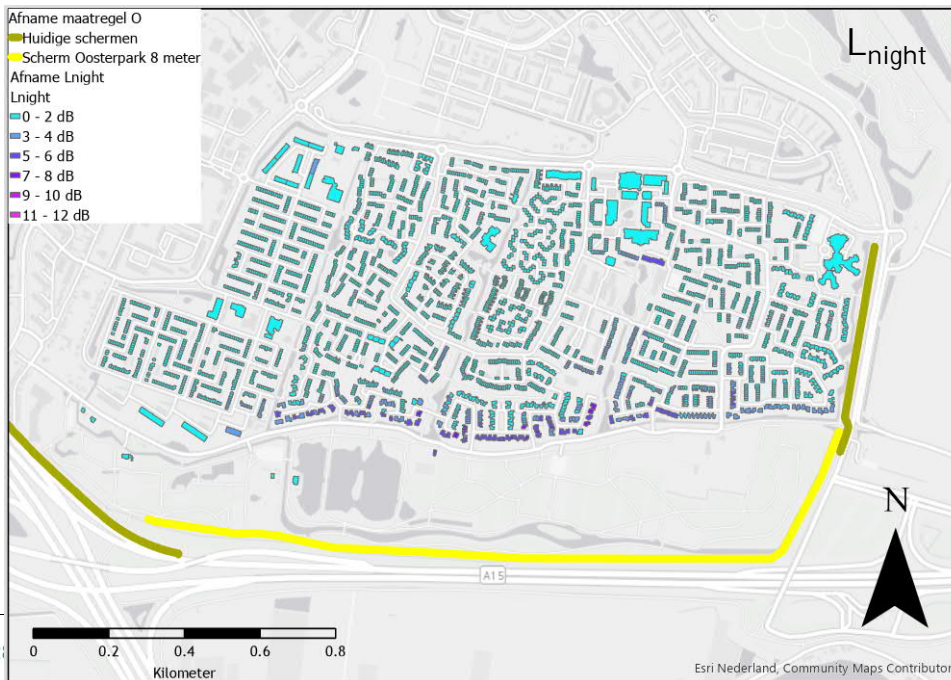 Afname maatregel O
Huidige schermen
Scherm Oosterpark 8 meter
Afname Lnight
Lnight
0 - 2 dB
3 - 4 dB
5 - 6 dB
7 - 8 dB
9 - 10 dB
11 - 12 dB
Lnight
A15
N
0 0.2 0.4 0.6 0.8
Kilometer
Esri Nederland, Community Maps Contributor